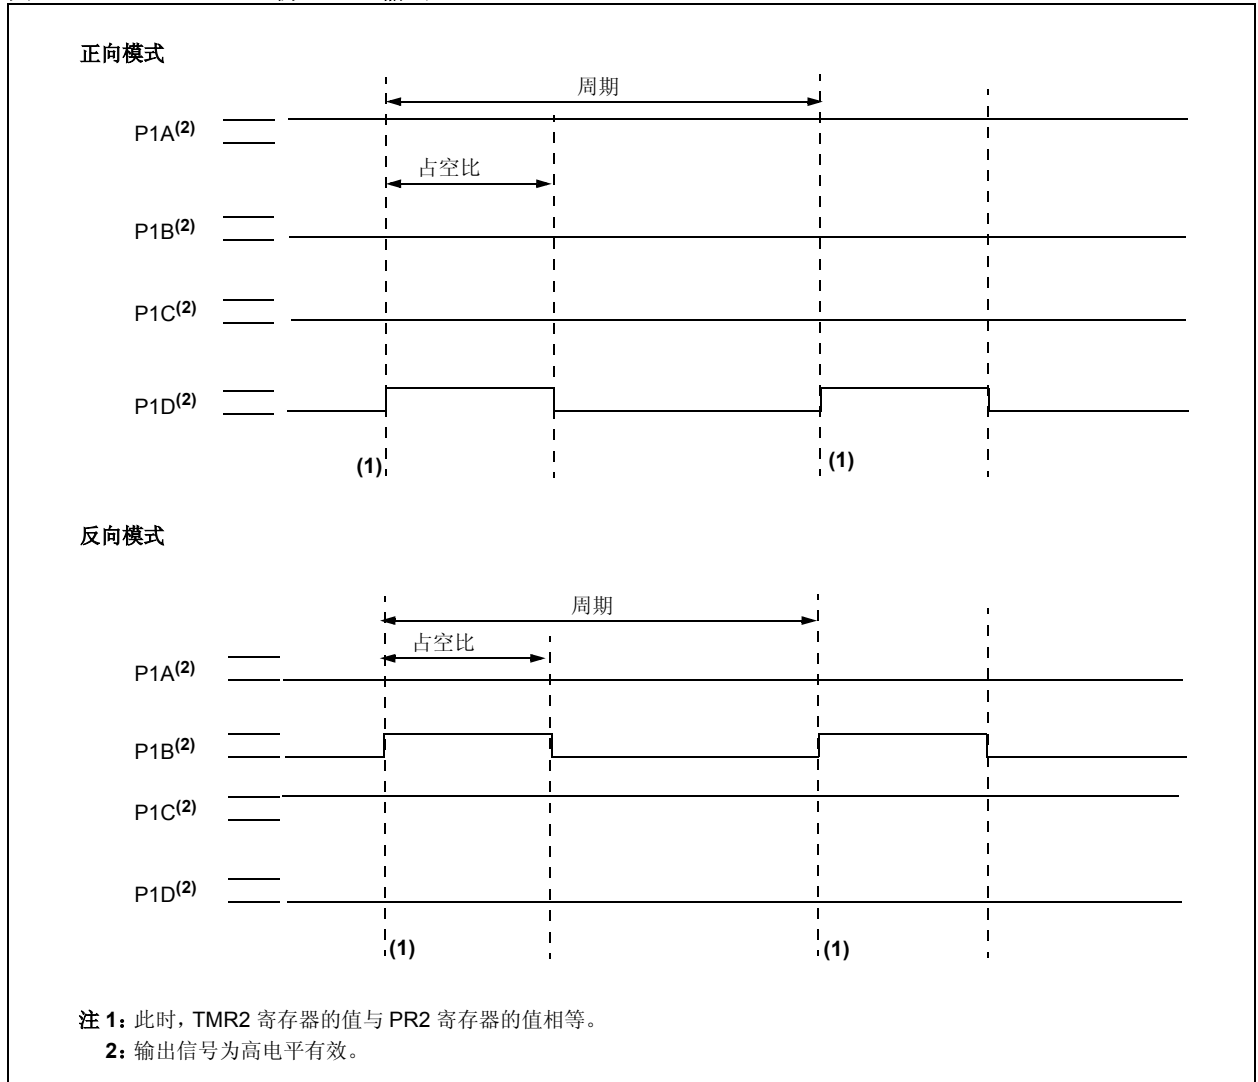 正向模式
周期
P1A(2)
占空比
P1B(2)
P1C(2)
P1D(2)
(1)
(1)
反向模式
周期
占空比
P1A(2)
P1B(2)
P1C(2)
P1D(2)
(1)
(1)
注 1: 此时,TMR2 寄存器的值与 PR2 寄存器的值相等。
2: 输出信号为高电平有效。